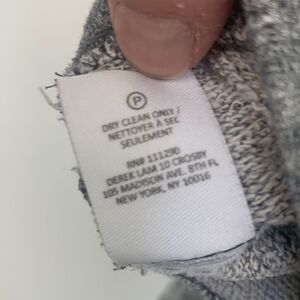 P
DRY CLEAN ONLY /
NETTOYER À SEC
SEULEMENT
RN# 111290
DEREK LAM 10 CROSBY
105 MADISON AVE. 8TH FL
NEW YORK, NY 10016